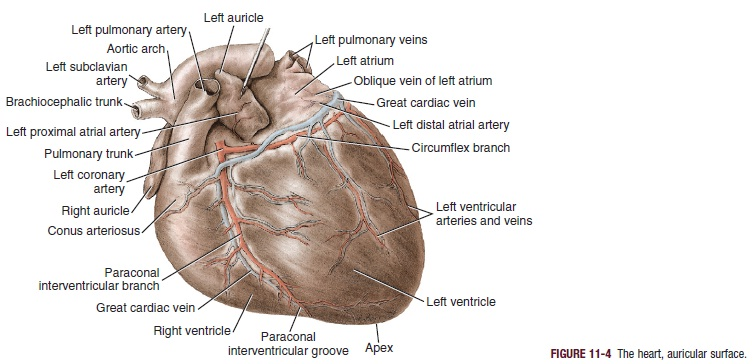 Left auricle
Left pulmonary artery
Aortic arch
Left subclavian
artery
Brachiocephalic trunk
Left proximal atrial artery
Pulmonary trunk
Left coronary
artery
Right auricle
Conus arteriosus
Paraconal
interventricular branch
Great cardiac vein
Right ventricle
Paraconal
interventricular groove
Apex
Left pulmonary veins
Left atrium
Oblique vein of left atrium
Great cardiac vein
Left distal atrial artery
Circumflex branch
Left ventricular
arteries and veins
Left ventricle
FIGURE 11-4 The heart, auricular surface.